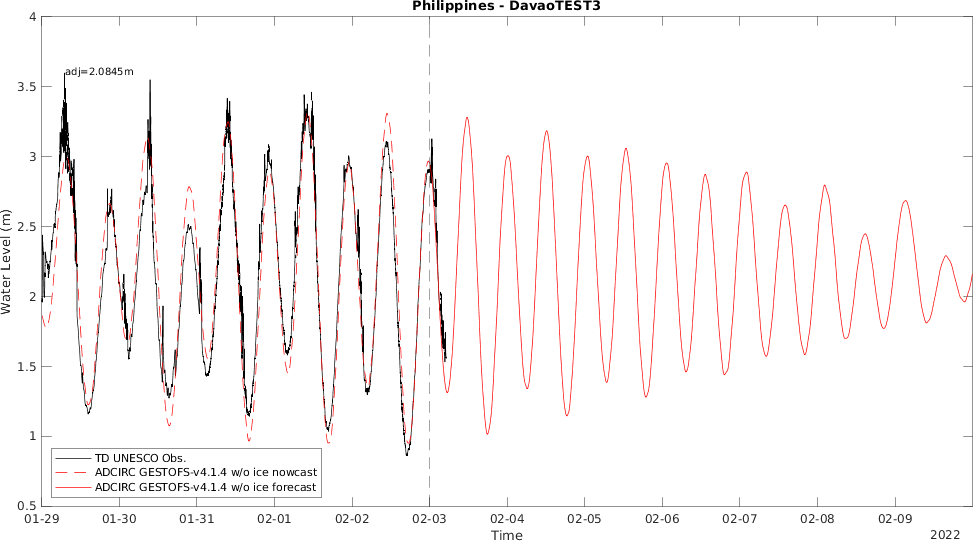 Philippines - DavaoTEST3
4
adj=2.0845m
3.5
3
2.5
Water Level (m)
2
1.5
1
TD UNESCO Obs.
ADCIRC GESTOFS-v4.1.4 w/o ice nowcast
ADCIRC GESTOFS-v4.1.4 w/o ice forecast
0.5
01-29 01-30 01-31 02-01 02-02 02-03 02-04 02-05 02-06 02-07 02-08 02-09
Time
2022